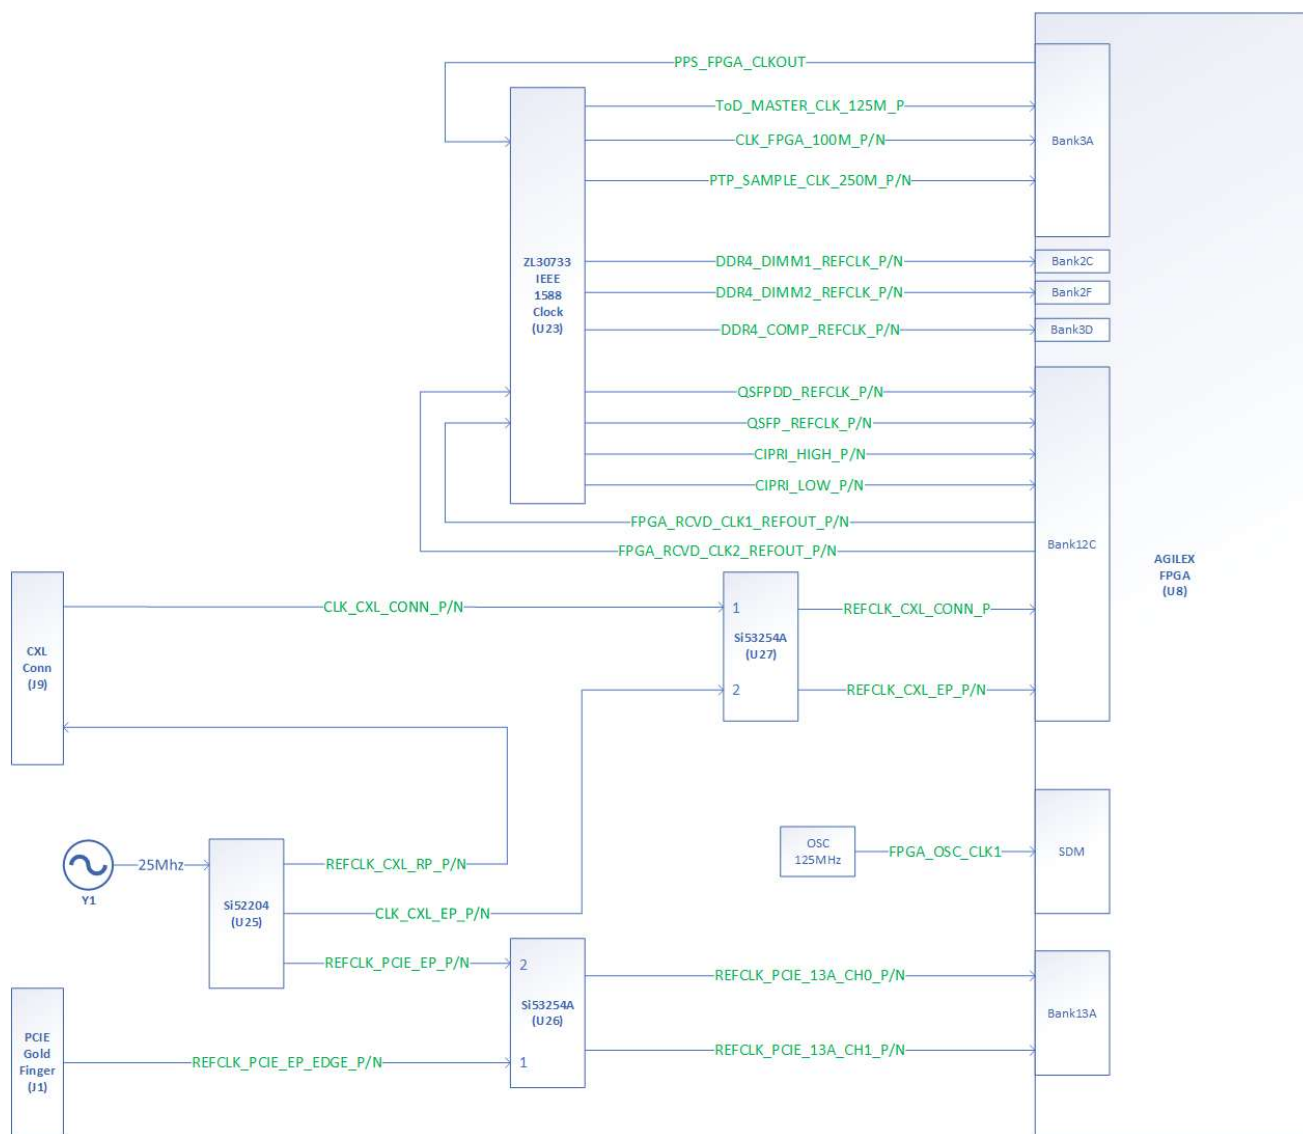 PPS_FPGA_CLKOUT
ToD_MASTER_CLK_125M_P
CLK_FPGA_100M_P/N
PTP_SAMPLE_CLK_250M_P/N
Bank3A
ZL30733
IEEE
1588
Clock
(U23)
DDR4_DIMM1_REFCLK_P/N
Bank2C
DDR4_DIMM2_REFCLK_P/N
Bank2F
DDR4_COMP_REFCLK_P/N
Bank3D
QSFPDD_REFCLK_P/N
QSFP_REFCLK_P/N
CIPRI_HIGH_P/N
CIPRI_LOW_P/N
FPGA_RCVD_CLK1_REFOUT_P/N
FPGA_RCVD_CLK2_REFOUT_P/N
Bank12C
AGILEX
FPGA
(U8)
CLK_CXL_CONN_P/N
1
Si53254A
(U27)
2
REFCLK_CXL_CONN_P
REFCLK_CXL_EP_P/N
CXL
Conn
(J9)
25Mhz
Y1
Si52204
(U25)
REFCLK_CXL_RP_P/N
CLK_CXL_EP_P/N
REFCLK_PCIE_EP_P/N
OSC
125MHz
FPGA_OSC_CLK1
SDM
2
Si53254A
(U26)
1
REFCLK_PCIE_13A_CH0_P/N
REFCLK_PCIE_13A_CH1_P/N
Bank13A
PCIE
Gold
Finger
(J1)
REFCLK_PCIE_EP_EDGE_P/N